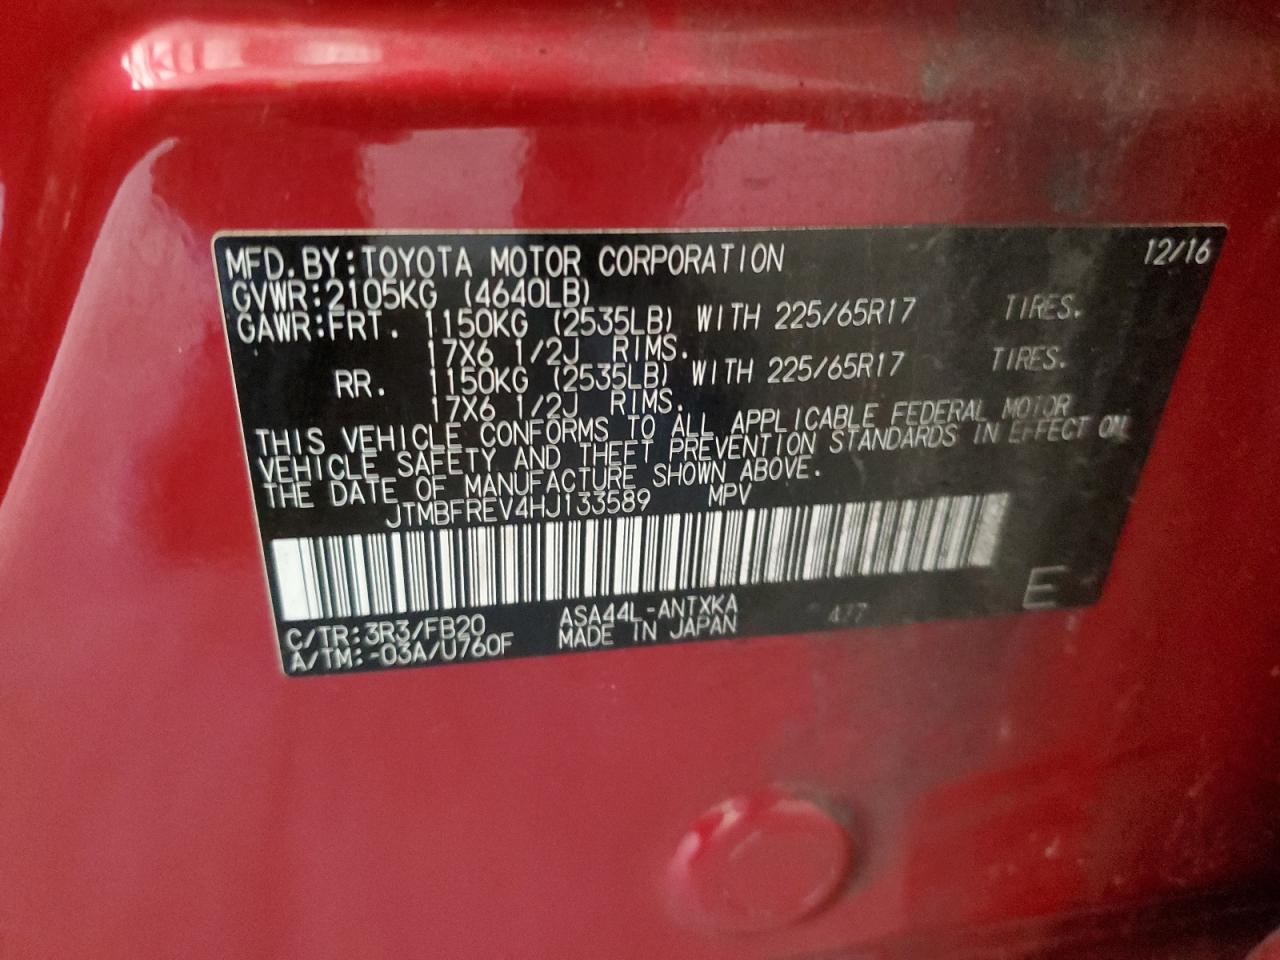 MFD.BY:TOYOTA MOTOR CORPORATION 12/16
GVWR:2105KG (4640LB)
GAWR:FRT. 1150KG (2535LB) WITH 225/65R17 TIRES.
17X6 1/2J RIMS.
RR. 1150KG (2535LB) WITH 225/65R17 TIRES.
17X6 1/2J RIMS.
THIS VEHICLE CONFORMS TO ALL APPLICABLE FEDERAL MOTOR
VEHICLE SAFETY AND THEFT PREVENTION STANDARDS IN EFFECT ON
THE DATE OF MANUFACTURE SHOWN ABOVE.
JTMBFREV4HJ133589 MPV
C/TR:3R3/FB20 ASA44L-ANTXKA 477 E
A/TM:-03A/U760F MADE IN JAPAN